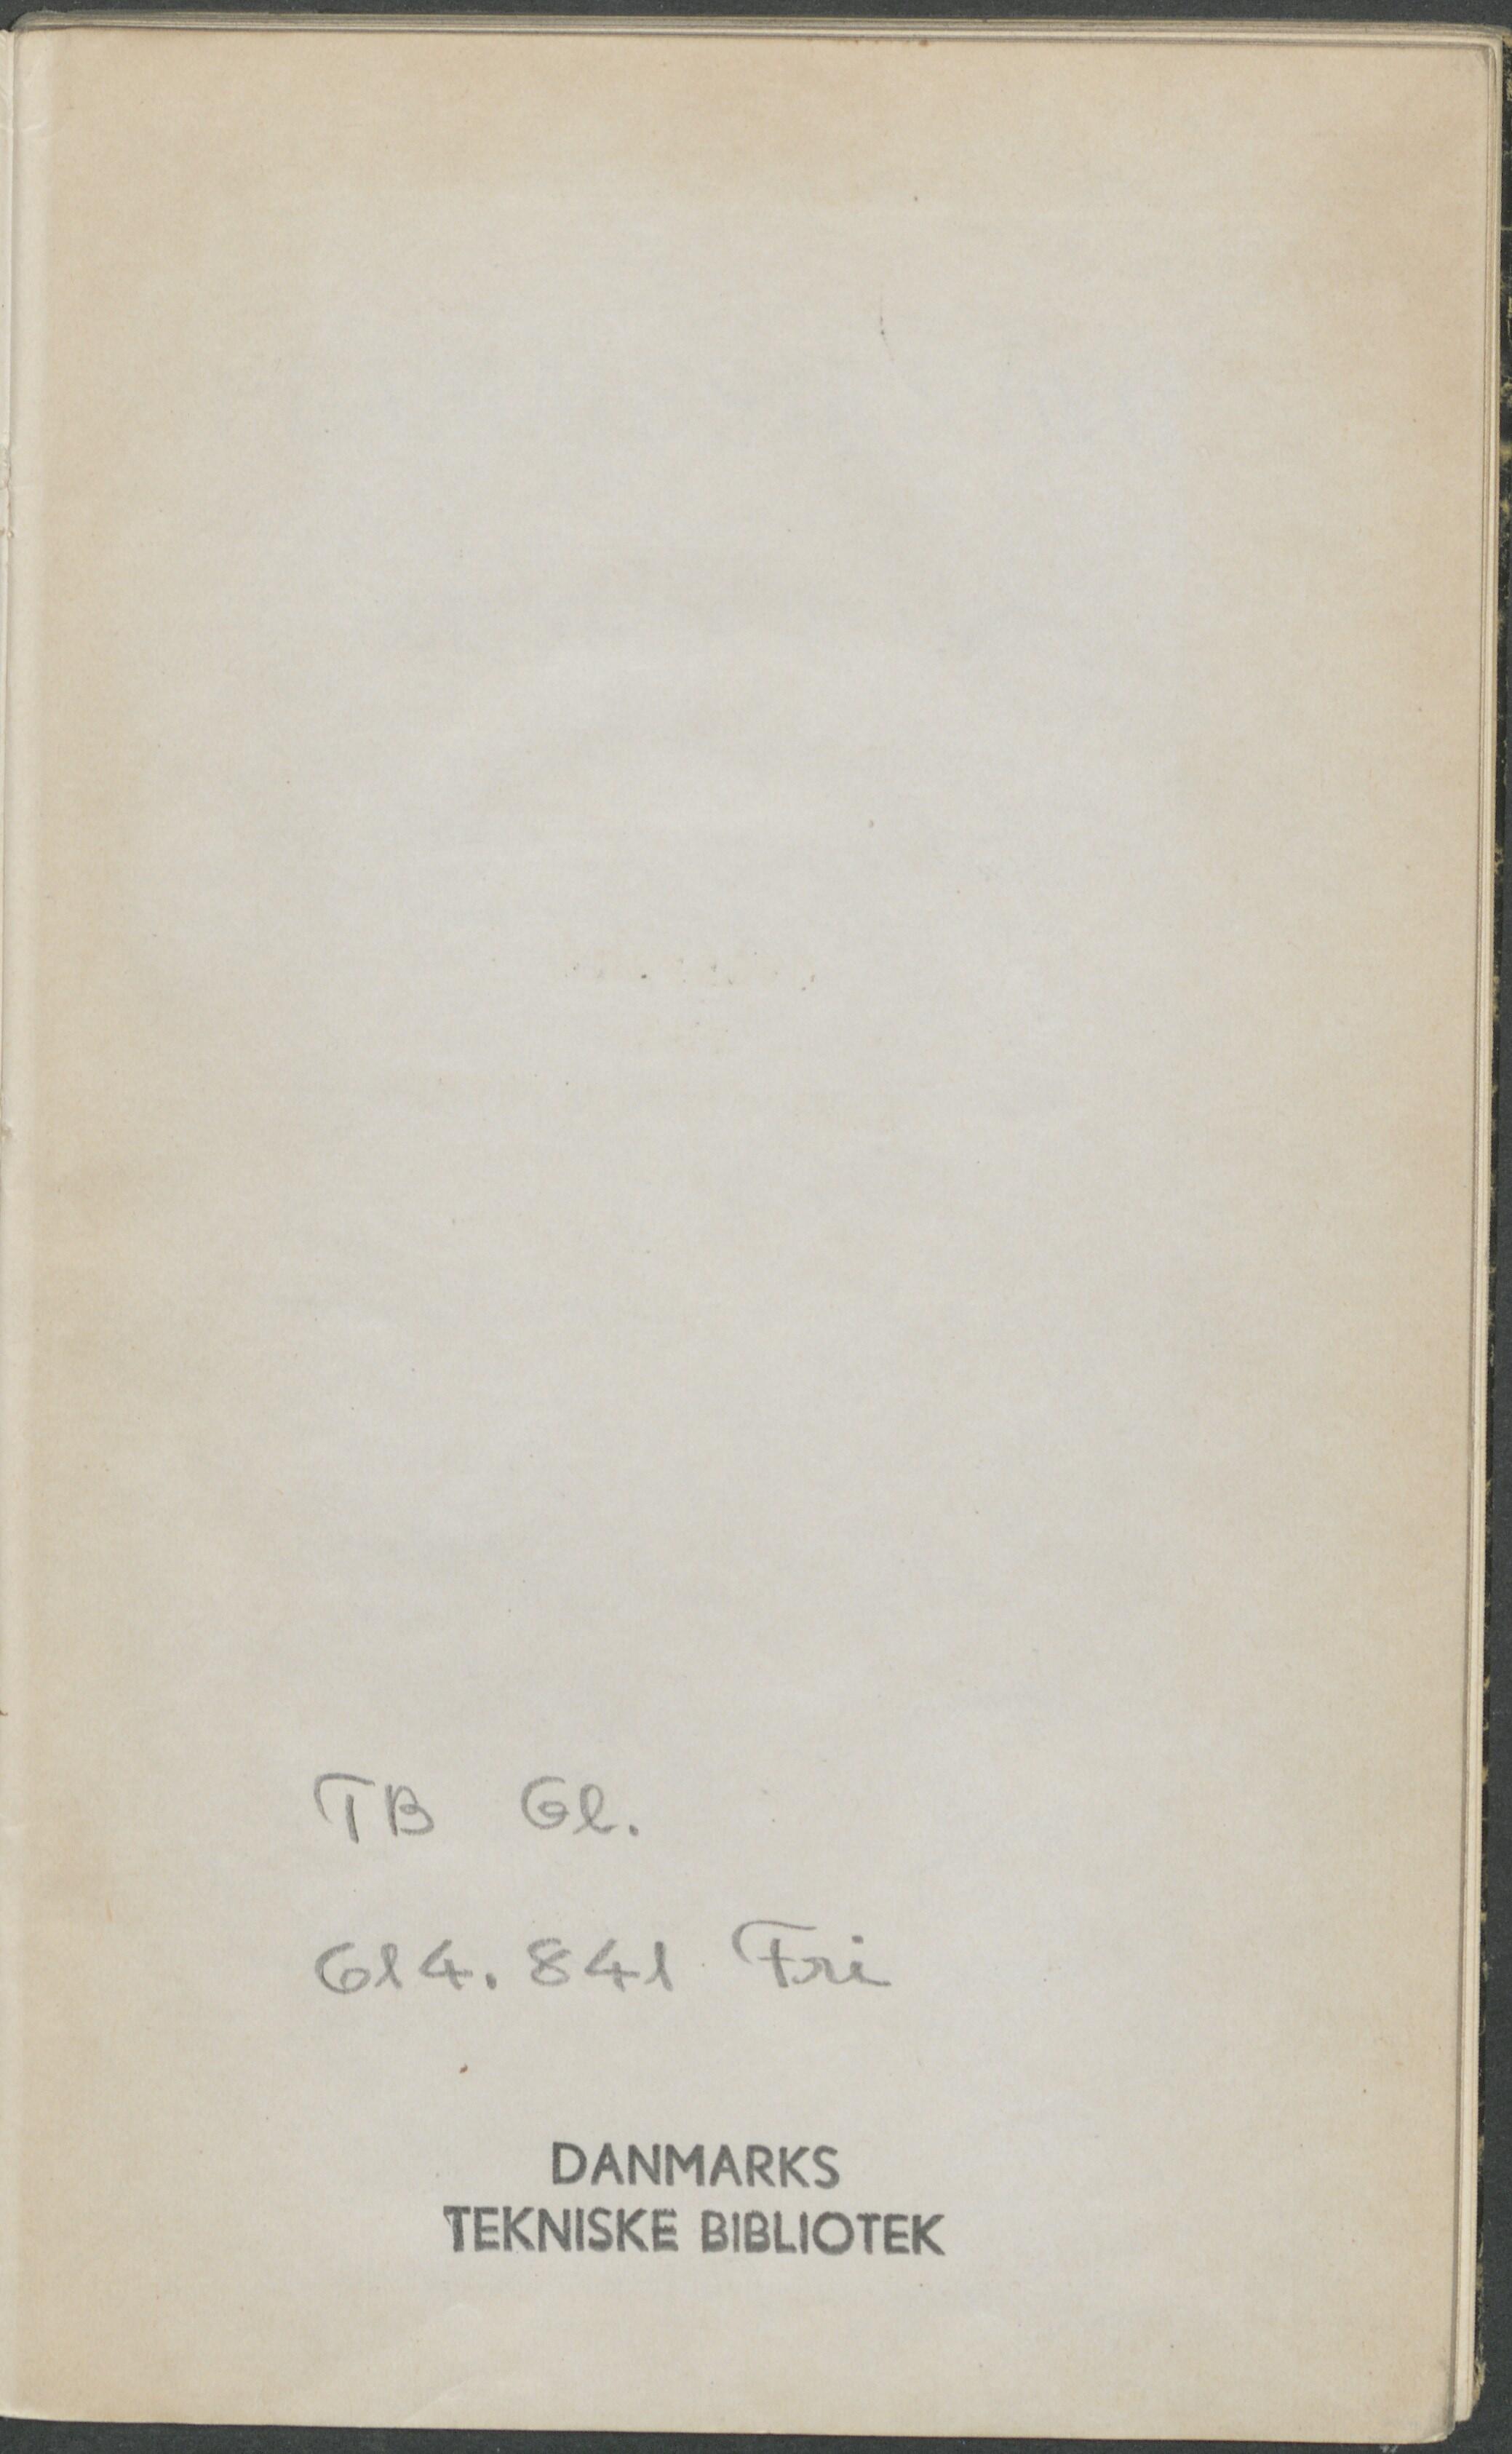 TB Gl.
614.841 Fri
DANMARKS
TEKNISKE BIBLIOTEK